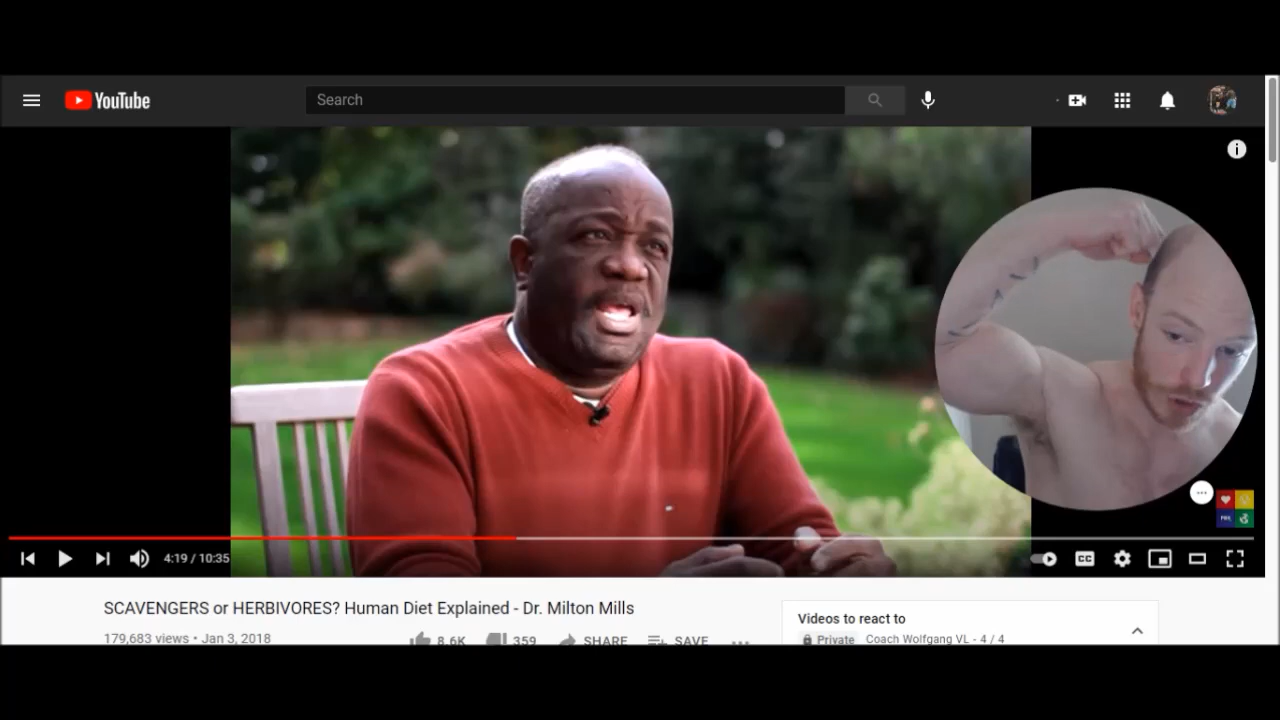 YouTube
Search
4:19 / 10:35
CC
SCAVENGERS or HERBIVORES? Human Diet Explained - Dr. Milton Mills
179,683 views • Jan 3, 2018
8.6K
359
SHARE
SAVE
Videos to react to
Private
Coach Wolfgang VL - 4 / 4